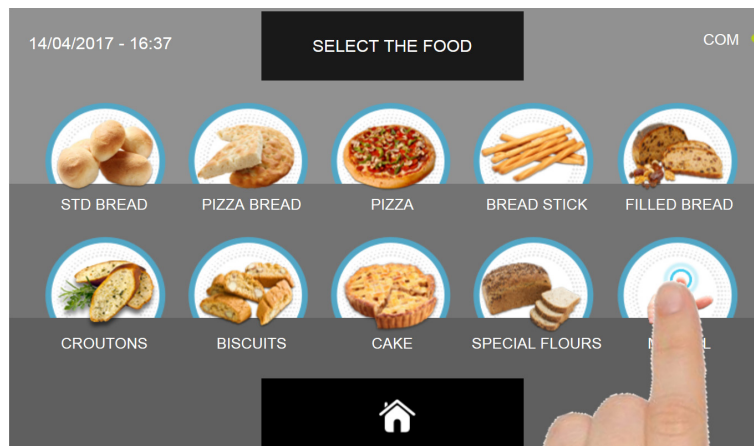 14/04/2017 - 16:37
SELECT THE FOOD
COM
STD BREAD
PIZZA BREAD
PIZZA
BREAD STICK
FILLED BREAD
CROUTONS
BISCUITS
CAKE
SPECIAL FLOURS